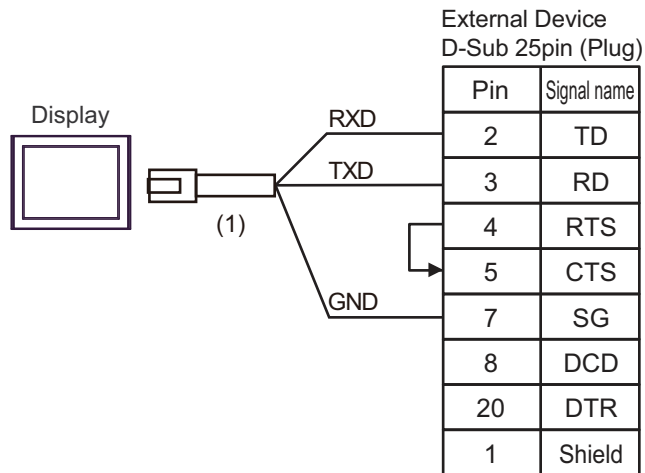 External Device
D-Sub 25pin (Plug)
Pin Signal name
Display
RXD
2 TD
TXD
3 RD
(1)
4 RTS
5 CTS
GND
7 SG
8 DCD
20 DTR
1 Shield